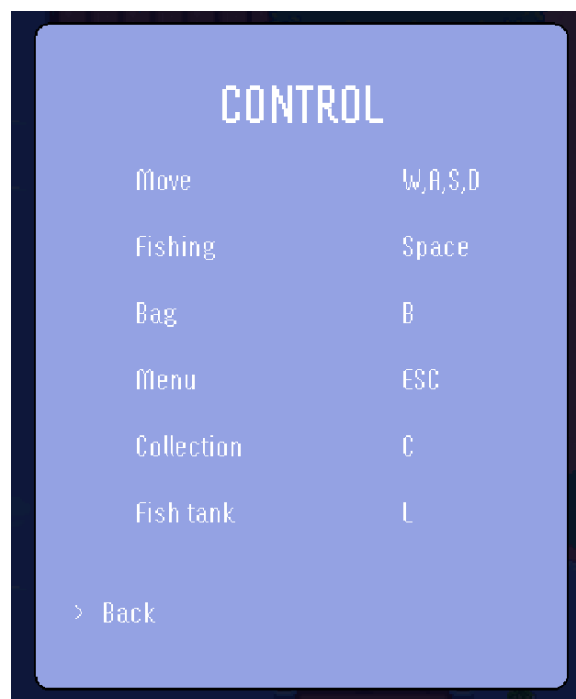 CONTROL
Move W,A,S,D
Fishing Space
Bag B
Menu ESC
Collection C
Fish tank L
> Back